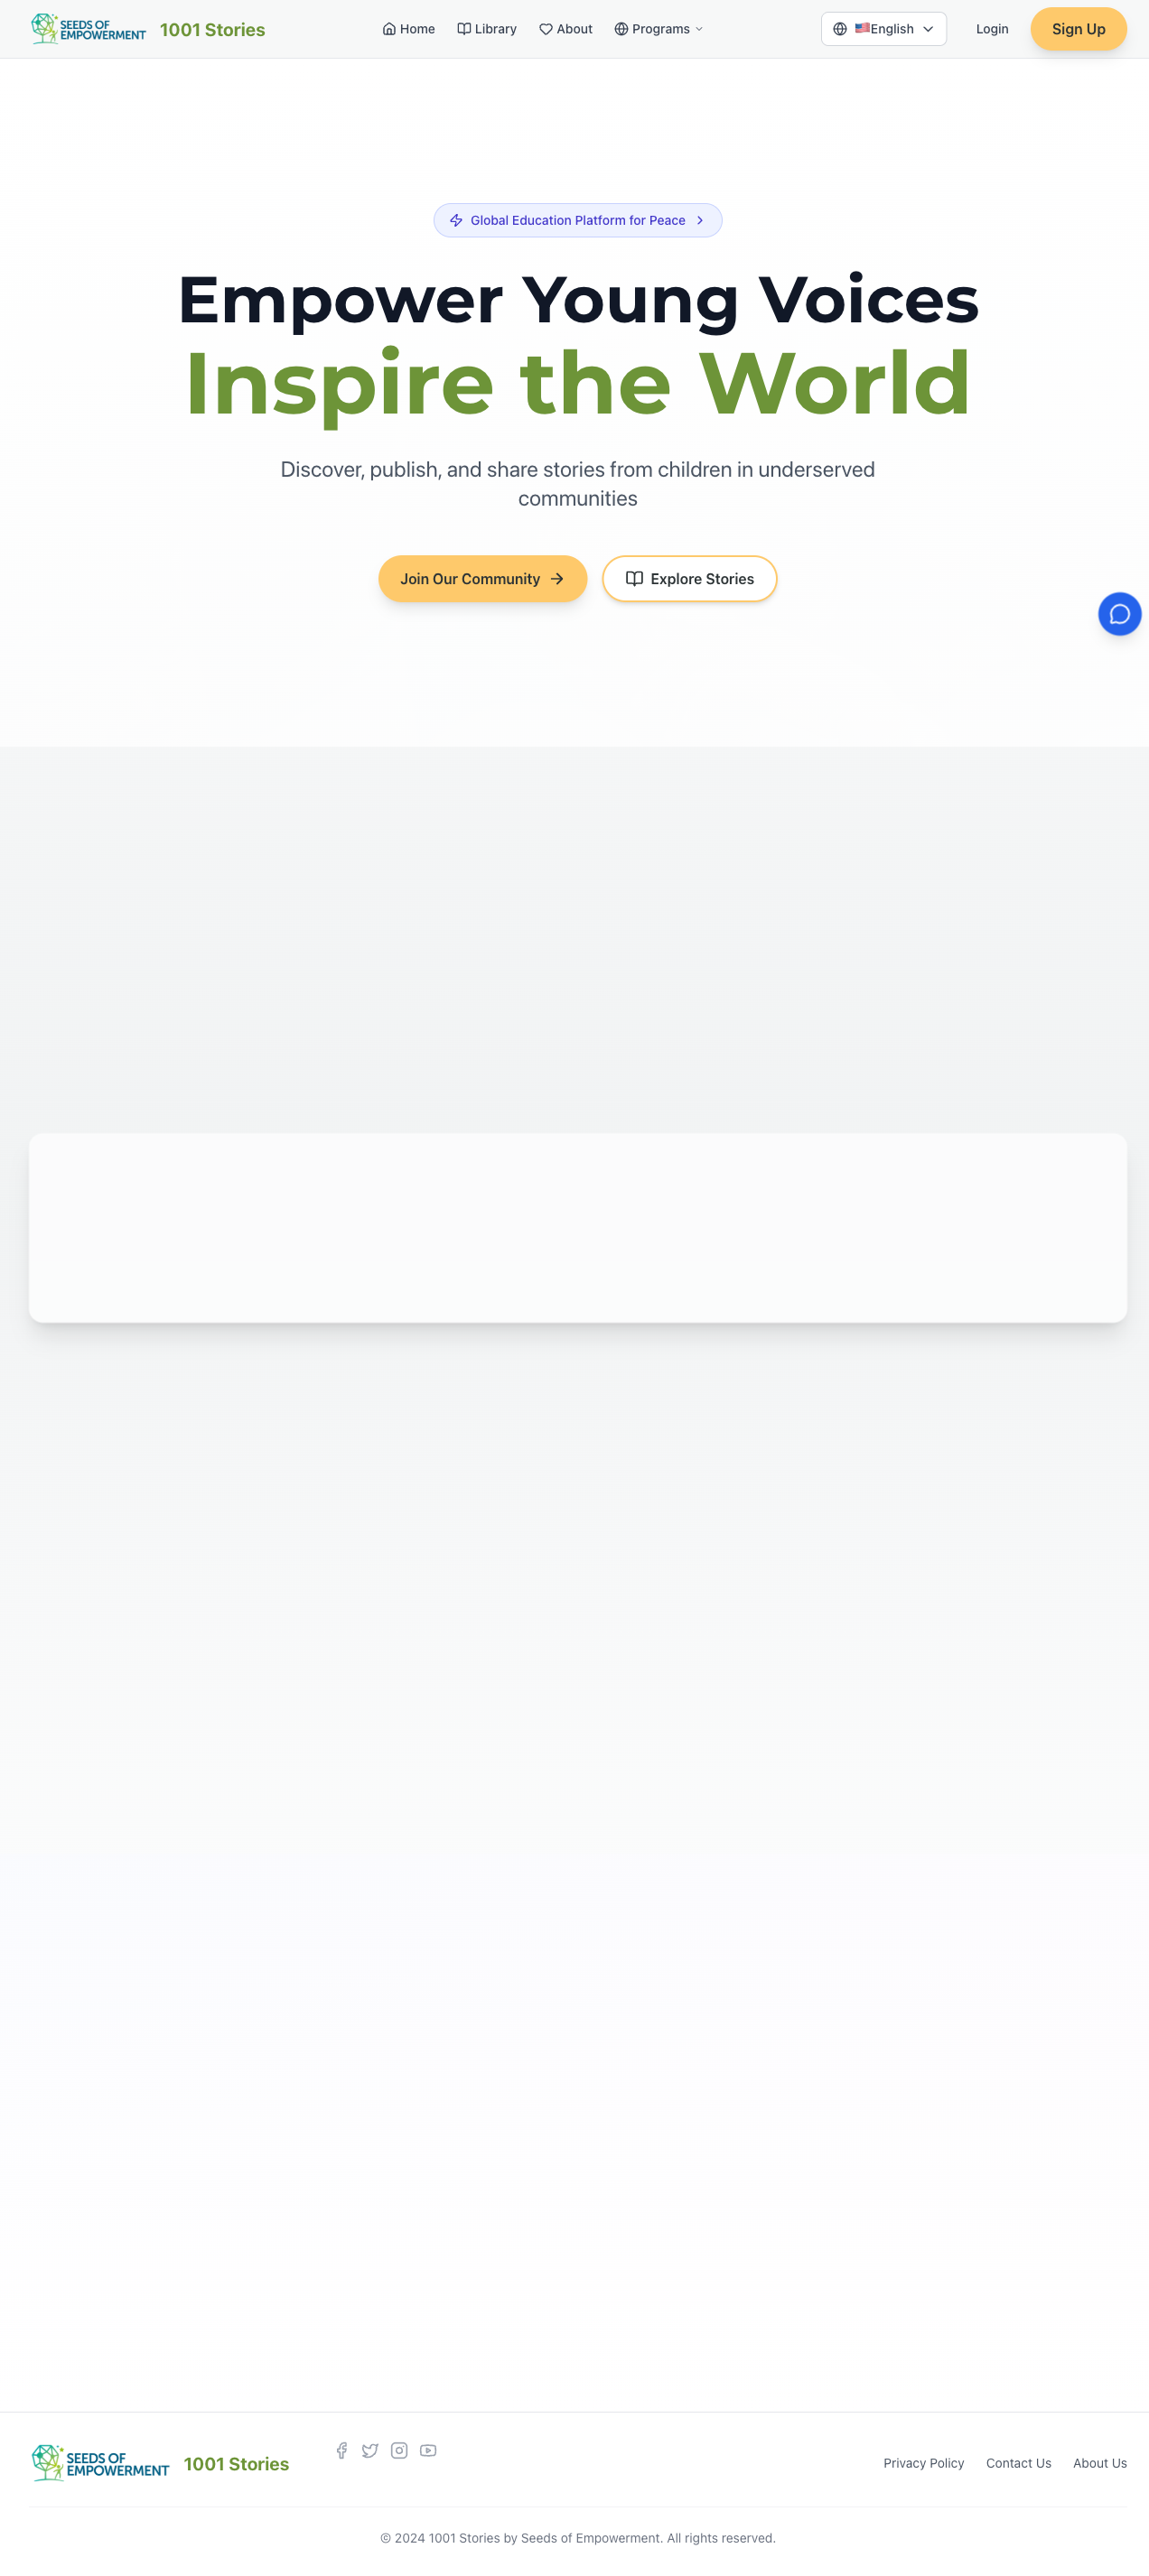 SEEDS OF
EMPOWERMENT
1001 Stories
Home
Library
About
Programs
English
Login
Sign Up
Global Education Platform for Peace
Empower Young Voices
Inspire the World
Discover, publish, and share stories from children in underserved
communities
Join Our Community
Explore Stories
SEEDS OF
EMPOWERMENT
1001 Stories
Privacy Policy
Contact Us
About Us
© 2024 1001 Stories by Seeds of Empowerment. All rights reserved.